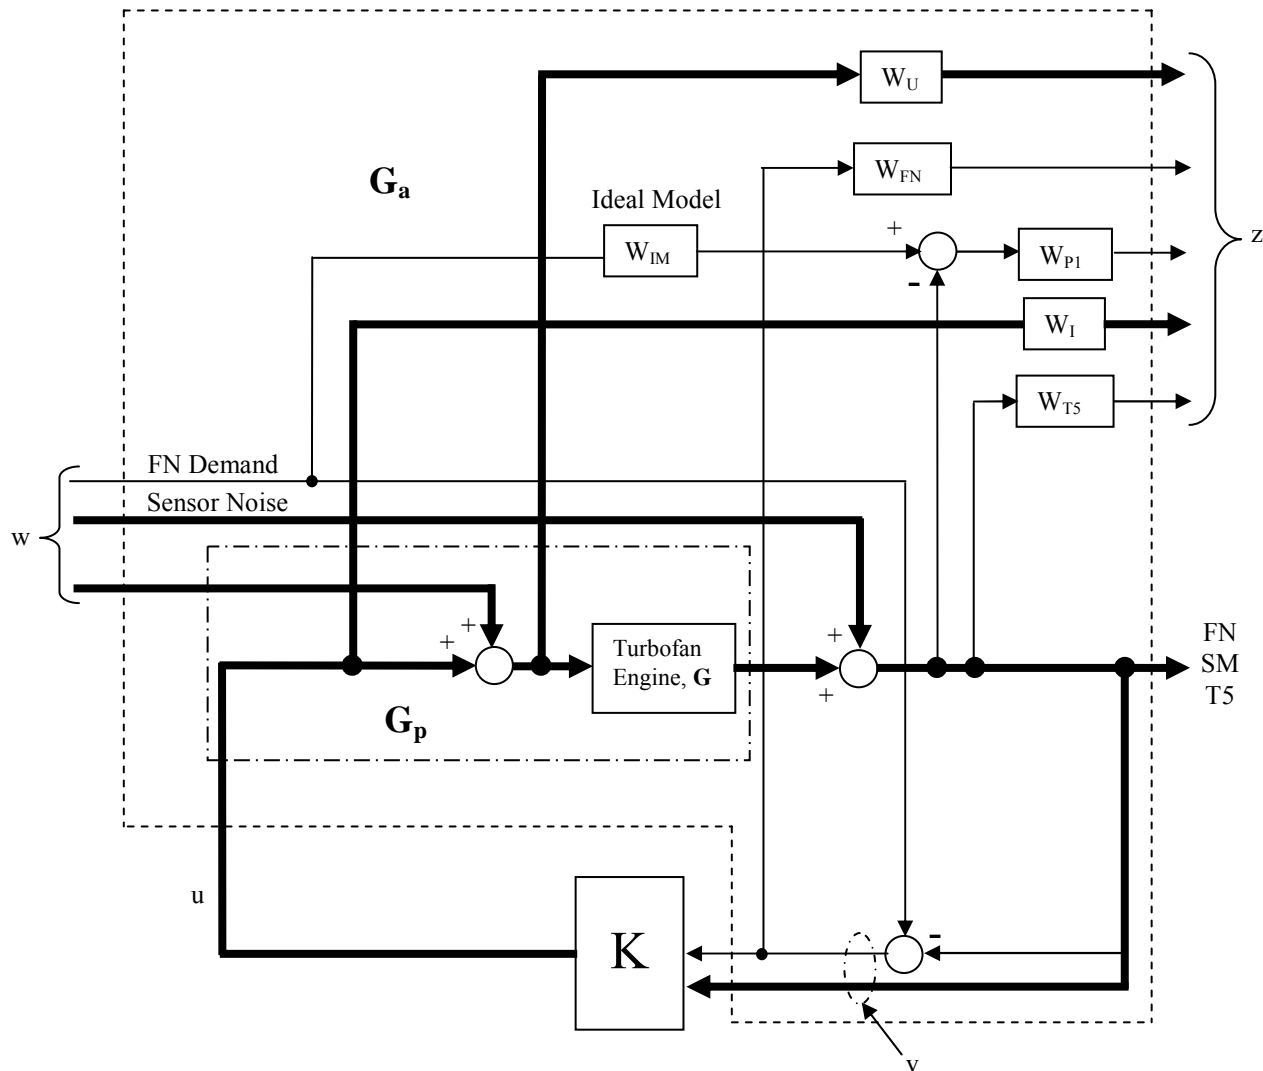 W_U
G_a
W_FN
Ideal Model
z
+
W_IM
W_P1
-
W_I
W_T5
FN Demand
Sensor Noise
w
+
+
+
FN
Turbofan
SM
Engine, G
T5
+
G_p
u
K
-
v